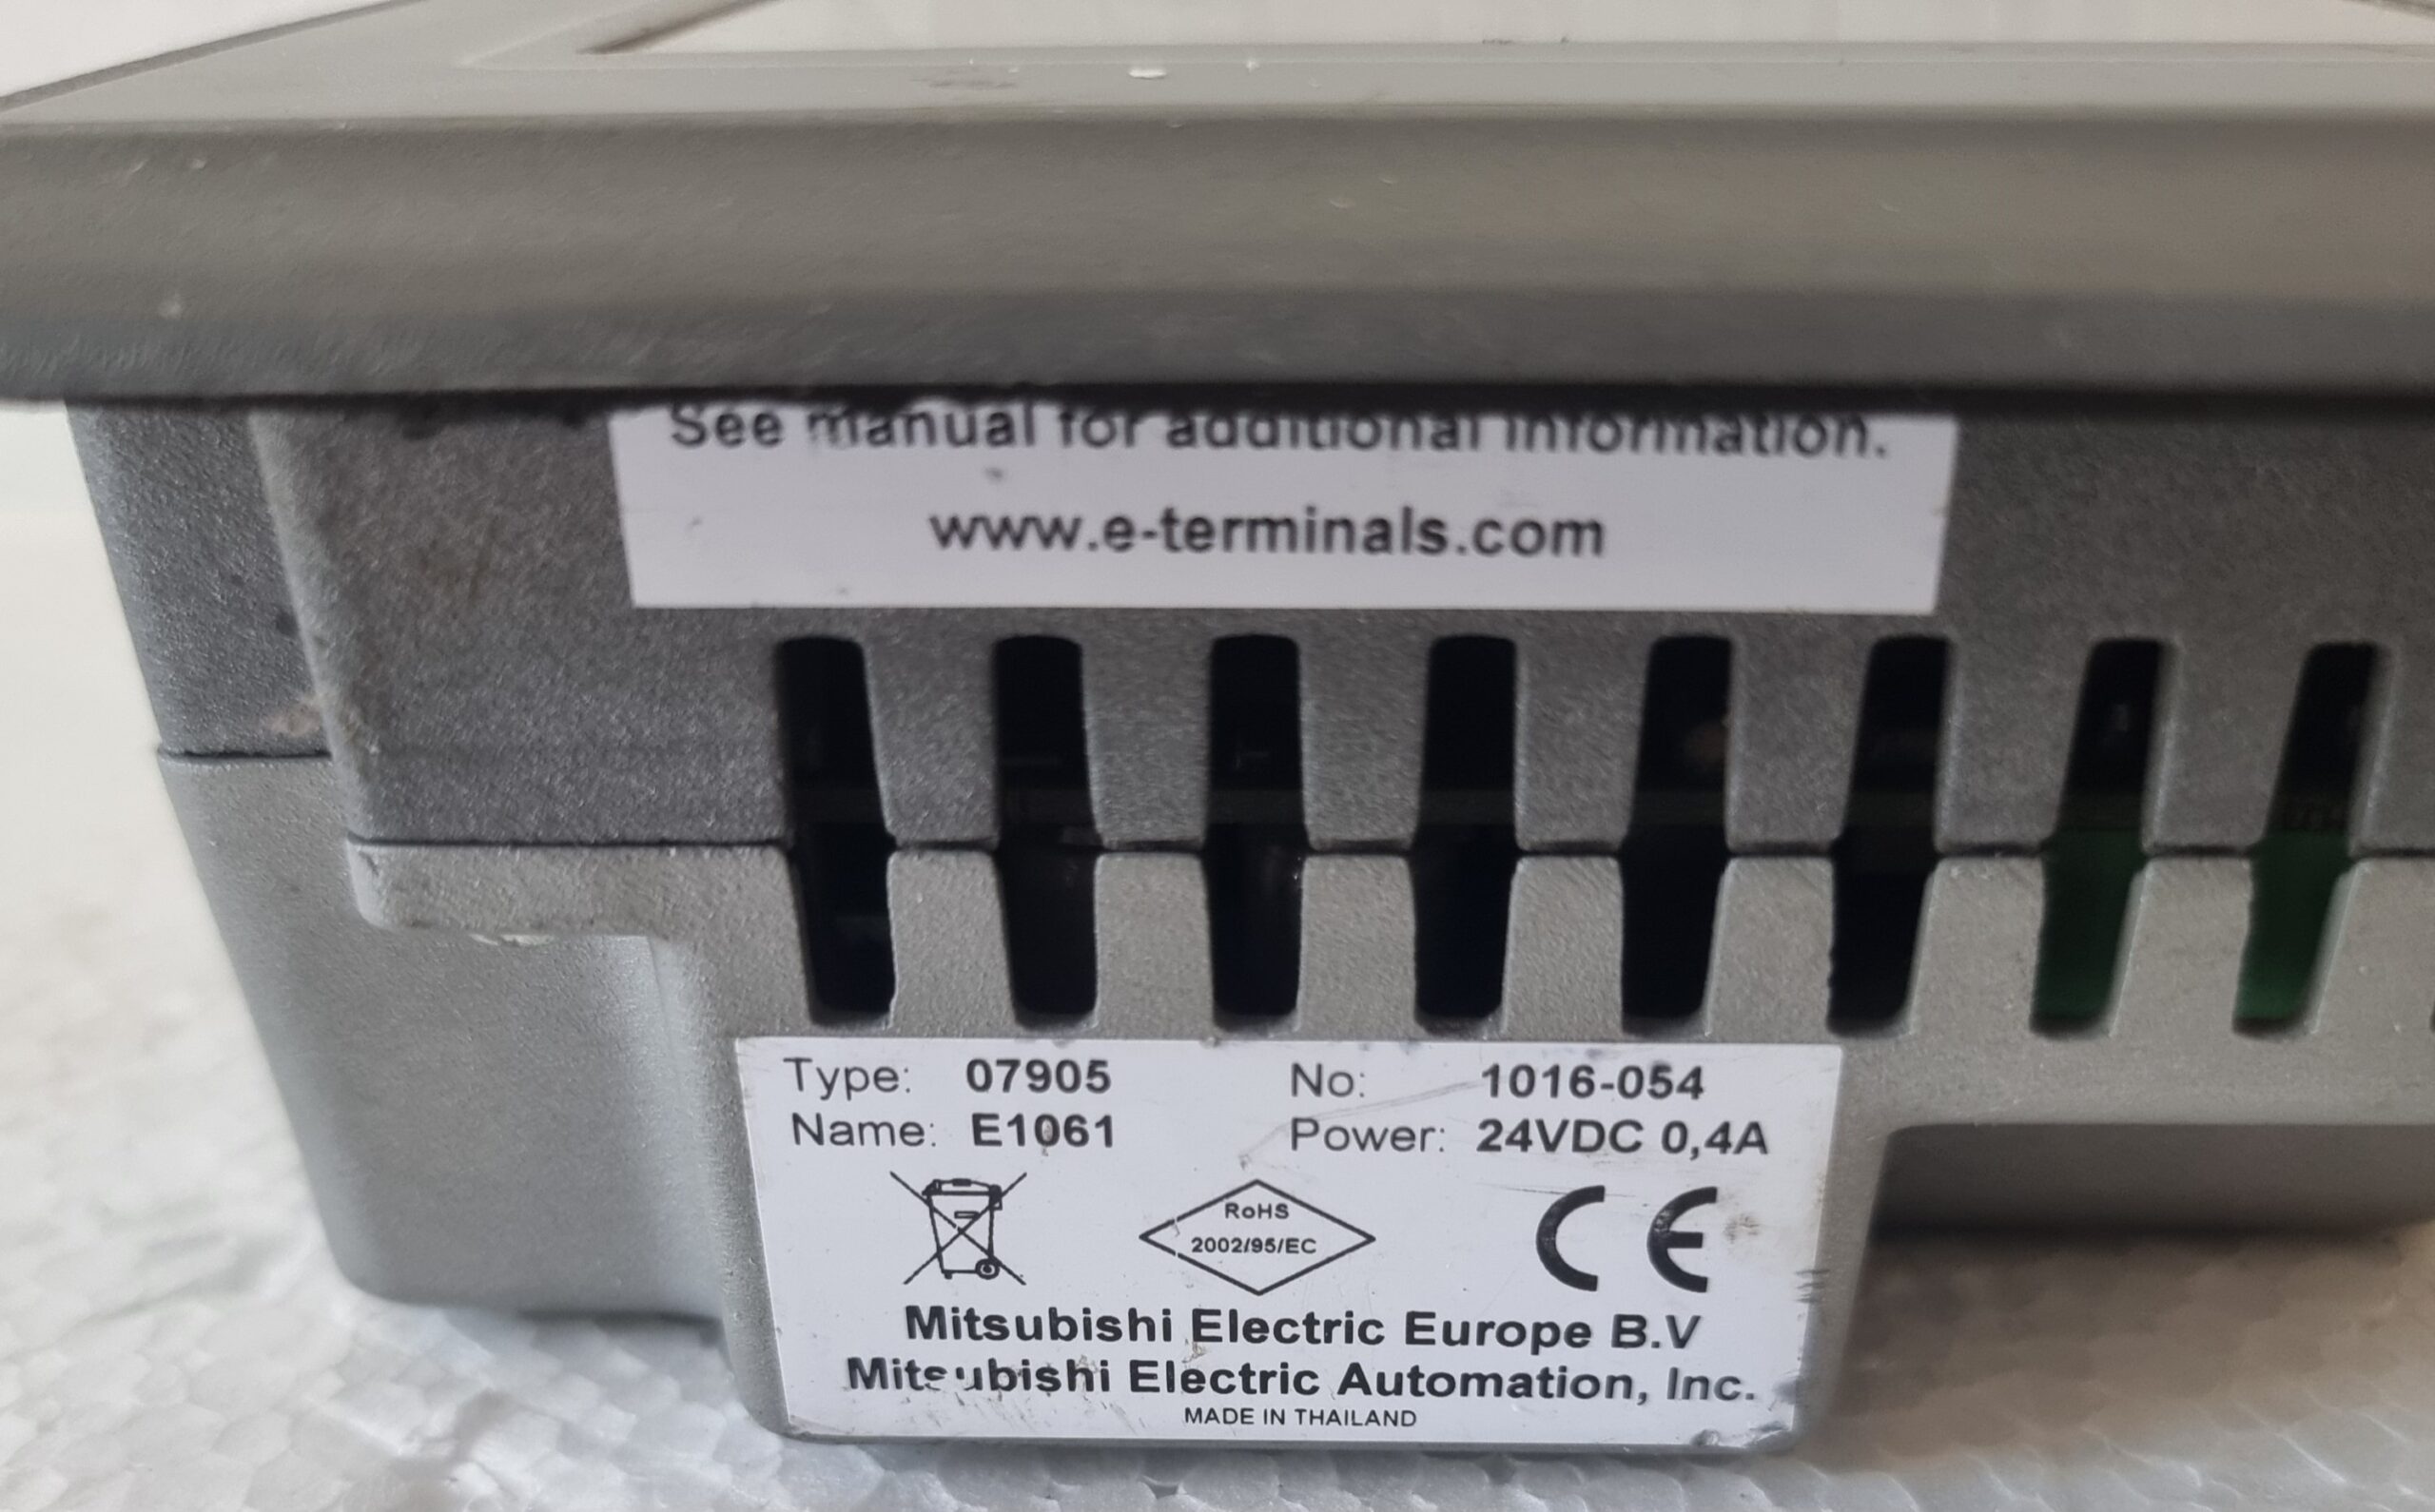 See manual for additional information.
www.e-terminals.com
Type: 07905 No: 1016-054
Name: E1061 Power: 24VDC 0,4A
RoHS
2002/95/EC
CE
Mitsubishi Electric Europe B.V
Mitsubishi Electric Automation, Inc.
MADE IN THAILAND